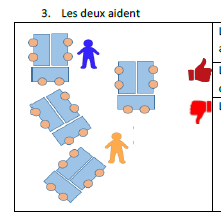 3. Les deux aident